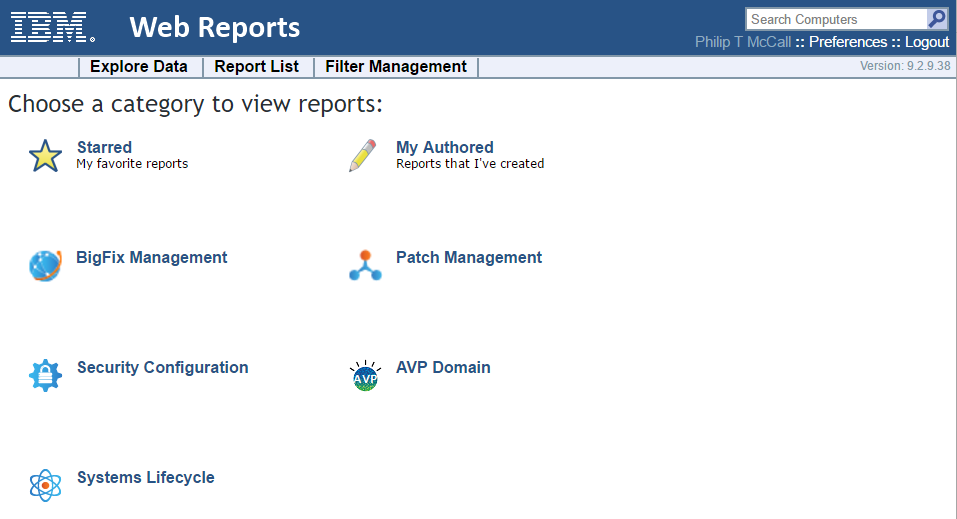 IBM. Web Reports
Search Computers
Philip T McCall :: Preferences :: Logout
Explore Data Report List Filter Management
Version: 9.2.9.38
Choose a category to view reports:
Starred
My favorite reports
My Authored
Reports that I've created
BigFix Management
Patch Management
Security Configuration
AVP
AVP Domain
Systems Lifecycle